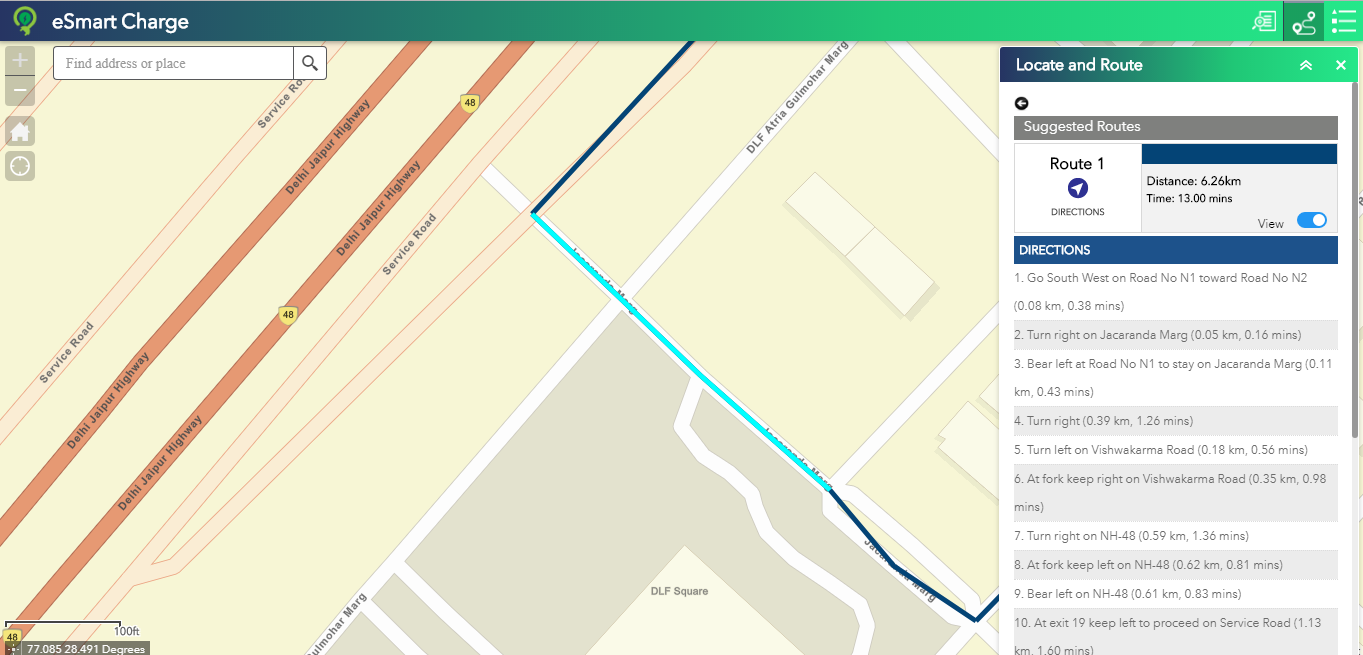 eSmart Charge
Find address or place
Locate and Route
Suggested Routes
Route 1
DIRECTIONS
Distance: 6.26km
Time: 13.00 mins
View
DIRECTIONS
1. Go South West on Road No N1 toward Road No N2
(0.08 km, 0.38 mins)
2. Turn right on Jacaranda Marg (0.05 km, 0.16 mins)
3. Bear left at Road No N1 to stay on Jacaranda Marg (0.11
km, 0.43 mins)
4. Turn right (0.39 km, 1.26 mins)
5. Turn left on Vishwakarma Road (0.18 km, 0.56 mins)
6. At fork keep right on Vishwakarma Road (0.35 km, 0.98
mins)
7. Turn right on NH-48 (0.59 km, 1.36 mins)
8. At fork keep left on NH-48 (0.62 km, 0.81 mins)
9. Bear left on NH-48 (0.61 km, 0.83 mins)
10. At exit 19 keep left to proceed on Service Road (1.13
km, 1.60 mins)
Service Road
Delhi Jaipur Highway
48
DLF Atria Gulmohar Marg
Delhi Jaipur Highway
Service Road
48
Service Road
Delhi Jaipur Highway
Delhi Jaipur Highway
Marg
Marg
Jacaranda Marg
DLF Square
ulmohar Marg
100ft
48
77.085 28.491 Degrees